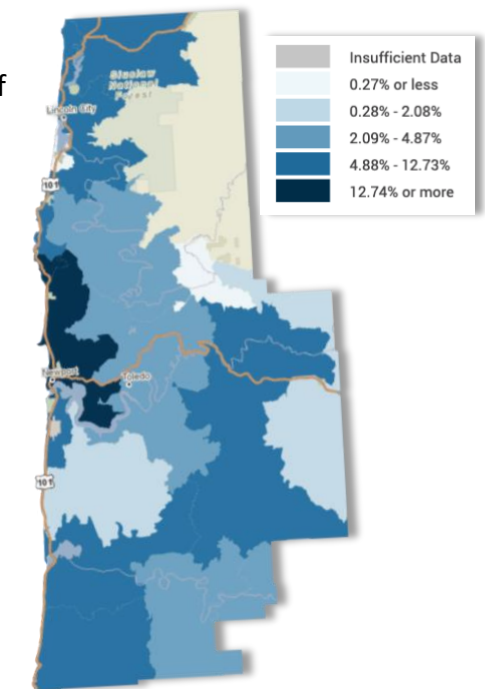 f
Siuslaw
National
Forest
Lincoln City
101
Newport
Toledo
101
Insufficient Data
0.27% or less
0.28% - 2.08%
2.09% - 4.87%
4.88% - 12.73%
12.74% or more